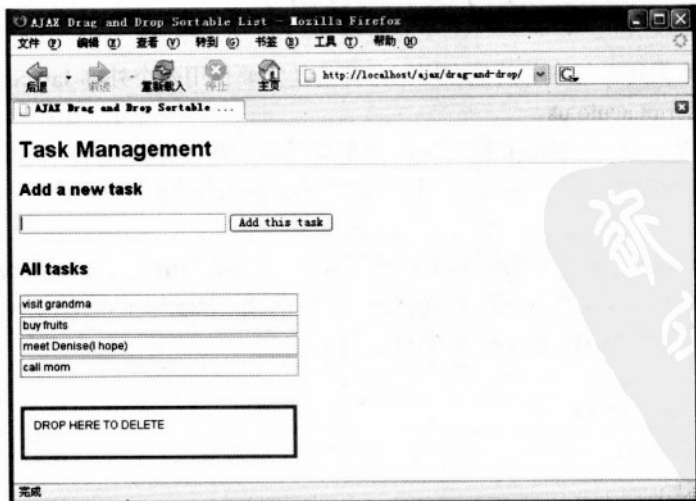 AJAX Drag and Drop Sortable List - Mozilla Firefox
文件 (F) 编辑 (E) 查看 (V) 转到 (G) 书签 (B) 工具 (T) 帮助 (H)
后退 前进 重新载入 停止 主页 http://localhost/ajax/drag-and-drop/
AJAX Drag and Drop Sortable ...
Task Management
Add a new task
Add this task
All tasks
visit grandma
buy fruits
meet Denise(I hope)
call mom
DROP HERE TO DELETE
完成